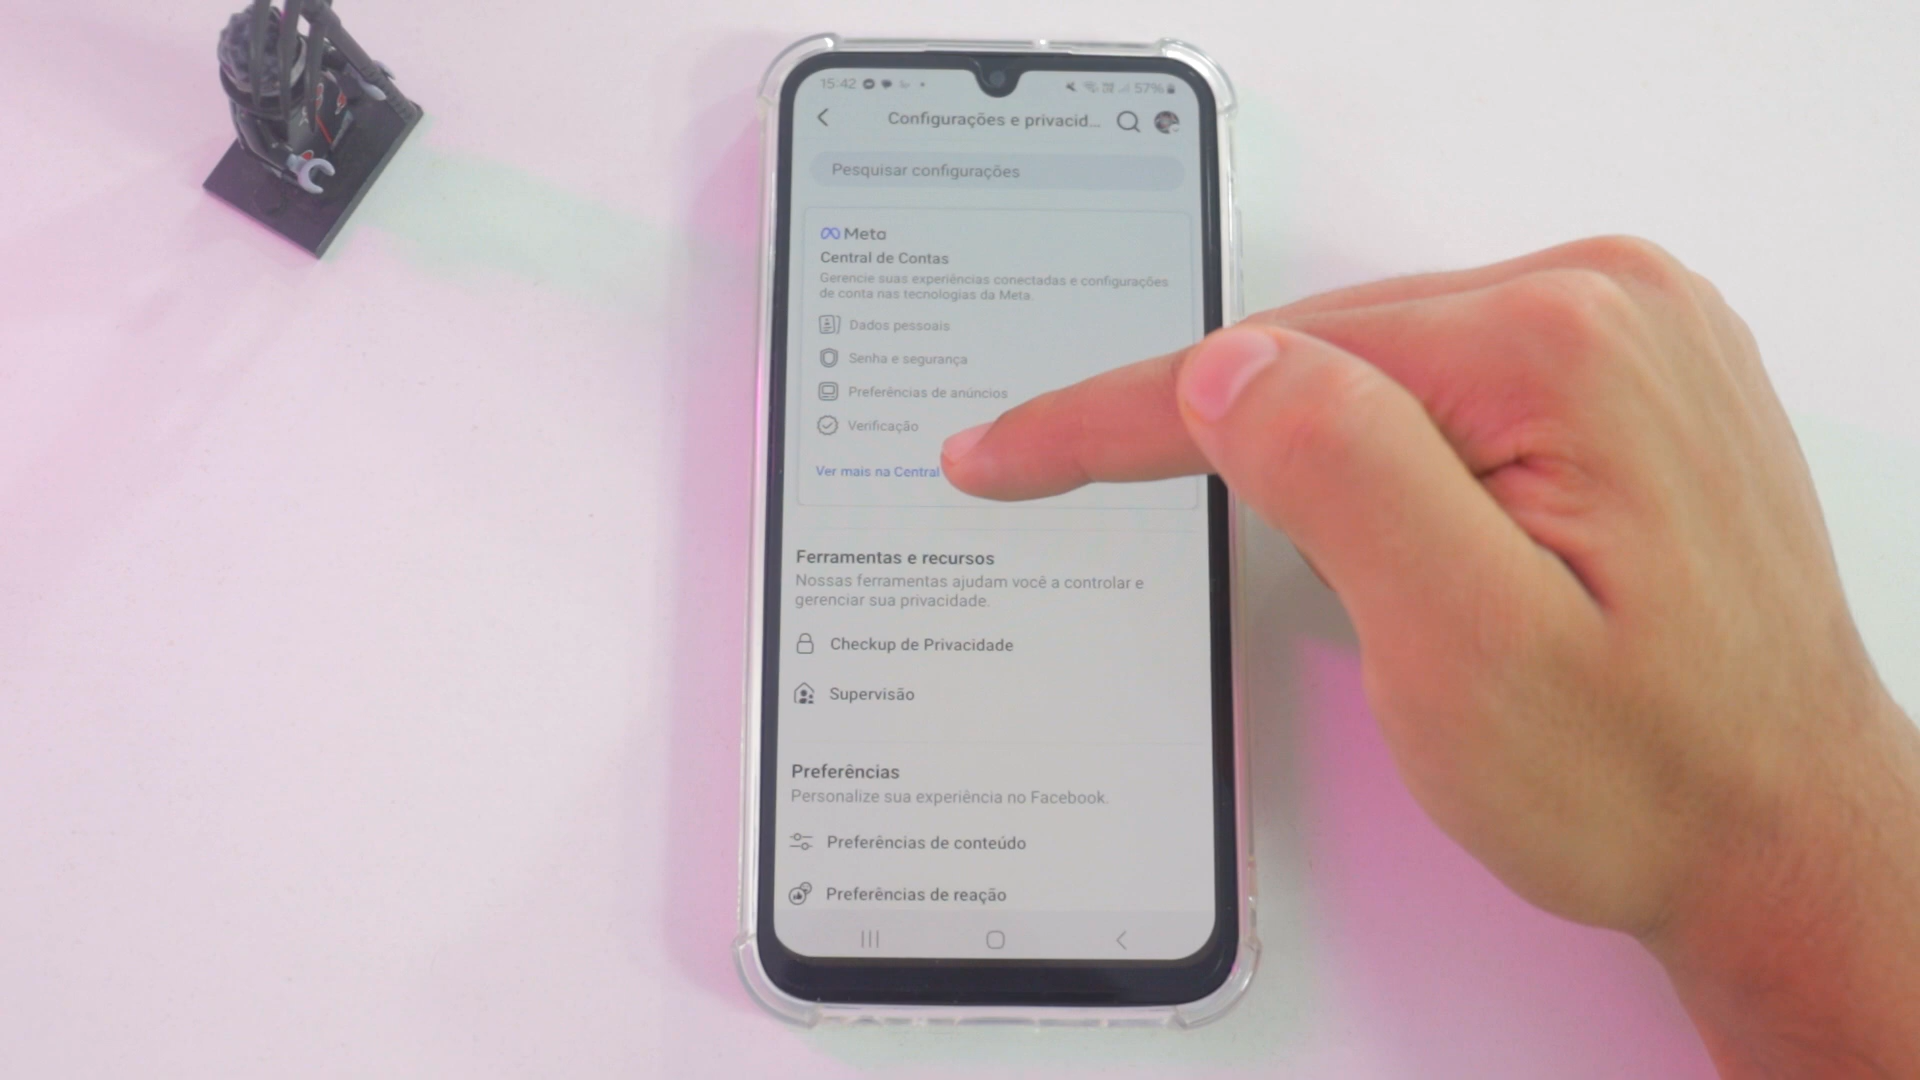 15:42
57%
Configurações e privacid...
Pesquisar configurações
Meta
Central de Contas
Gerencie suas experiências conectadas e configurações
de conta nas tecnologias da Meta.
Dados pessoais
Senha e segurança
Preferências de anúncios
Verificação
Ver mais na Central
Ferramentas e recursos
Nossas ferramentas ajudam você a controlar e
gerenciar sua privacidade.
Checkup de Privacidade
Supervisão
Preferências
Personalize sua experiência no Facebook.
Preferências de conteúdo
Preferências de reação